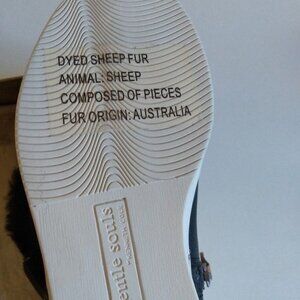 DYED SHEEP FUR
ANIMAL: SHEEP
COMPOSED OF PIECES
FUR ORIGIN: AUSTRALIA
gentle souls